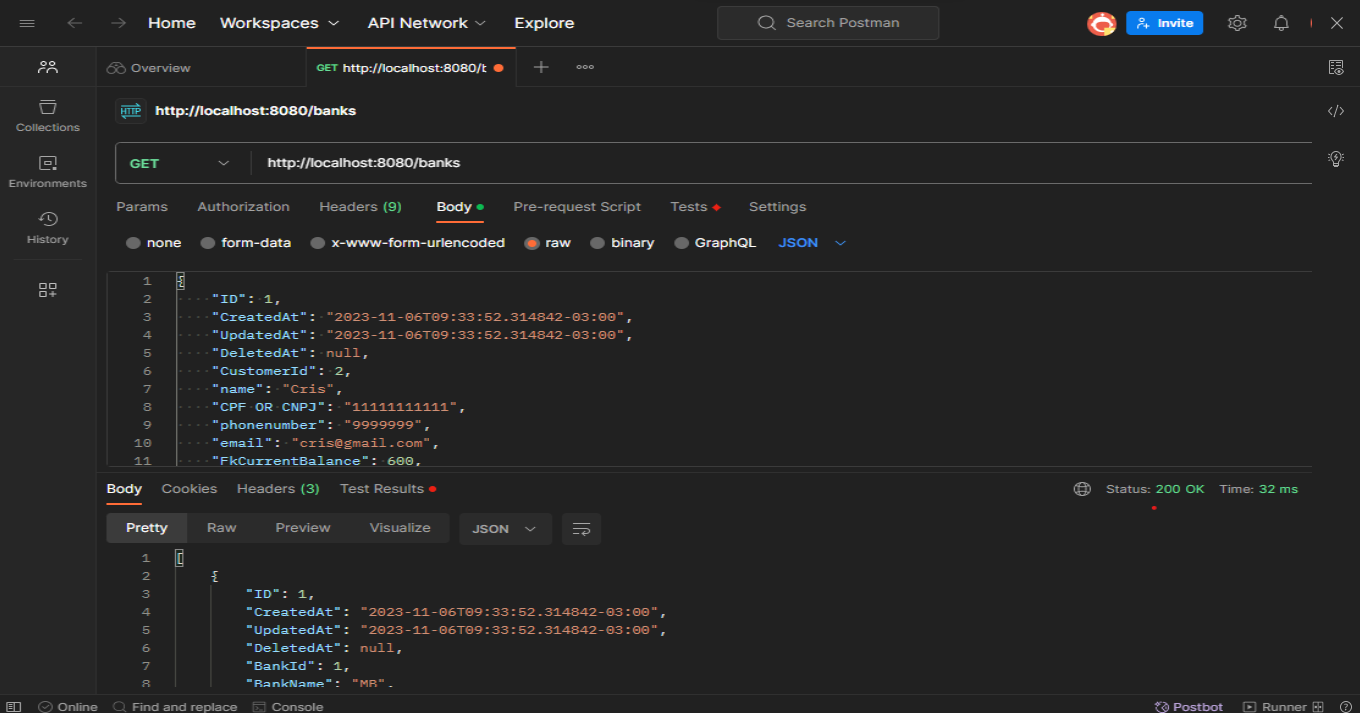 Home Workspaces API Network Explore Search Postman Invite
Overview GET http://localhost:8080/t
HTTP http://localhost:8080/banks
Collections
GET http://localhost:8080/banks
Environments
Params Authorization Headers (9) Body Pre-request Script Tests Settings
History
none form-data x-www-form-urlencoded raw binary GraphQL JSON
1 {
2 "ID": 1,
3 "CreatedAt": "2023-11-06T09:33:52.314842-03:00",
4 "UpdatedAt": "2023-11-06T09:33:52.314842-03:00",
5 "DeletedAt": null,
6 "CustomerId": 2,
7 "name": "Cris",
8 "CPF OR CNPJ": "11111111111",
9 "phonenumber": "9999999",
10 "email": "cris@gmail.com",
11 "FkCurrentBalance": 600,
Body Cookies Headers (3) Test Results Status: 200 OK Time: 32 ms
Pretty Raw Preview Visualize JSON
1 [
2 {
3 "ID": 1,
4 "CreatedAt": "2023-11-06T09:33:52.314842-03:00",
5 "UpdatedAt": "2023-11-06T09:33:52.314842-03:00",
6 "DeletedAt": null,
7 "BankId": 1,
8 "BankName": "MB",
Online Find and replace Console Postbot Runner